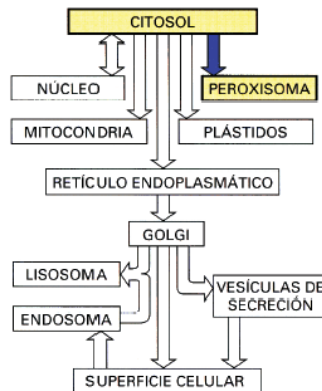 CITOSOL
NÚCLEO
PEROXISOMA
MITOCONDRIA
PLÁSTIDOS
RETÍCULO ENDOPLASMÁTICO
GOLGI
LISOSOMA
VESÍCULAS DE
SECRECIÓN
ENDOSOMA
SUPERFICIE CELULAR